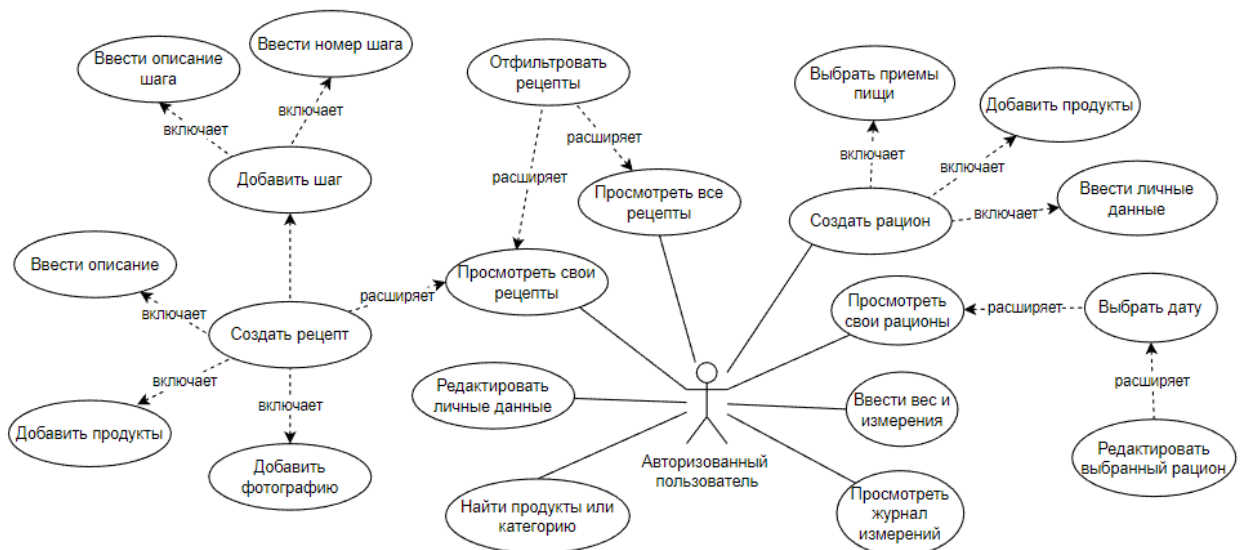 Ввести описание
шага
Ввести номер шага
включает
включает
Добавить шаг
Отфильтровать
рецепты
расширяет
расширяет
Просмотреть все
рецепты
Выбрать приемы
пищи
Добавить продукты
включает
включает
Создать рацион
включает
Ввести личные
данные
Ввести описание
включает
Создать рецепт
расширяет
Просмотреть свои
рецепты
Просмотреть
свои рационы
расширяет
Выбрать дату
включает
Добавить продукты
включает
Добавить
фотографию
Редактировать
личные данные
Ввести вес и
измерения
расширяет
Редактировать
выбранный рацион
Авторизованный
пользователь
Найти продукты или
категорию
Просмотреть
журнал
измерений